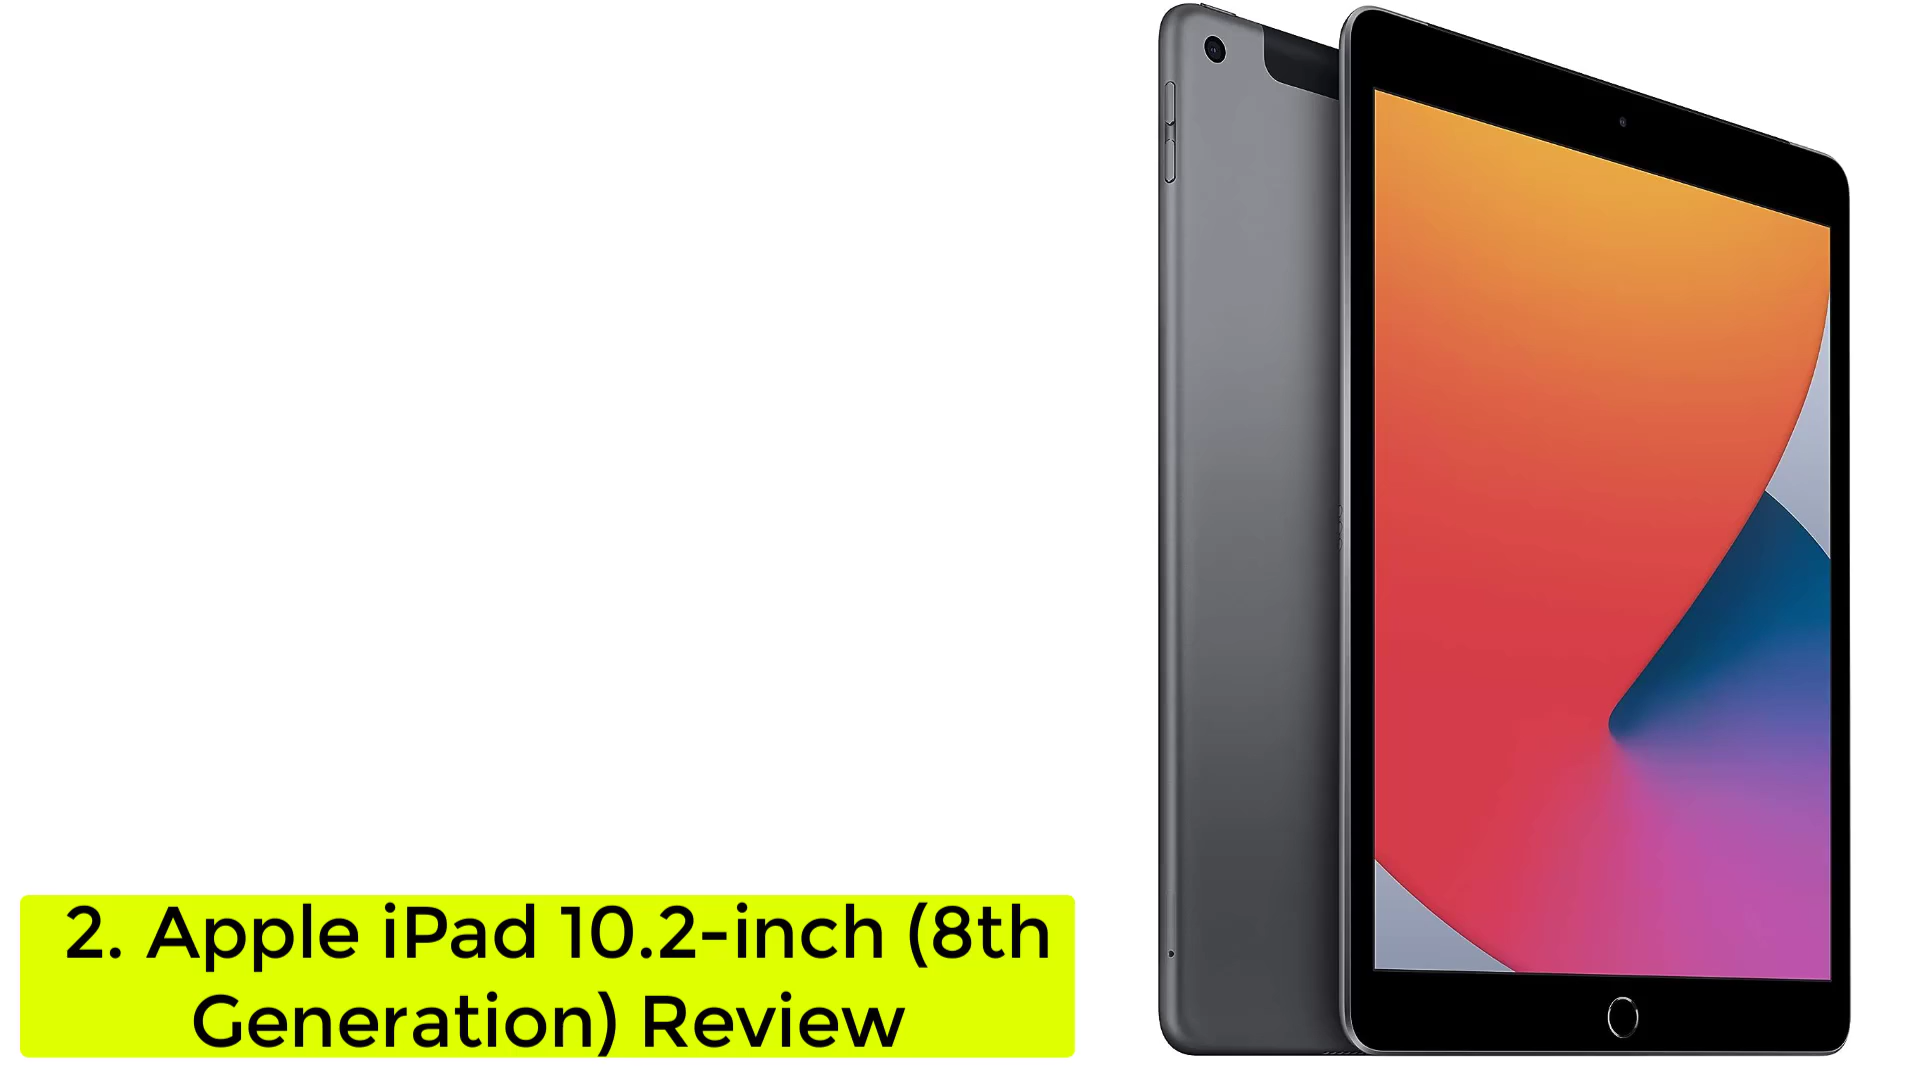 2. Apple iPad 10.2-inch (8th
Generation) Review